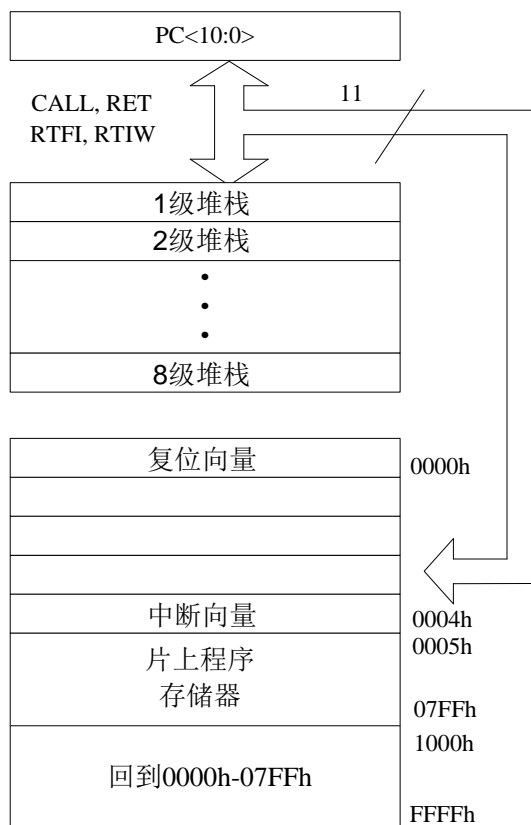 PC<10:0>
CALL, RET
RTFI, RTIW
11
1级堆栈
2级堆栈
8级堆栈
复位向量
0000h
中断向量
0004h
0005h
片上程序
存储器
07FFh
1000h
回到0000h-07FFh
FFFFh